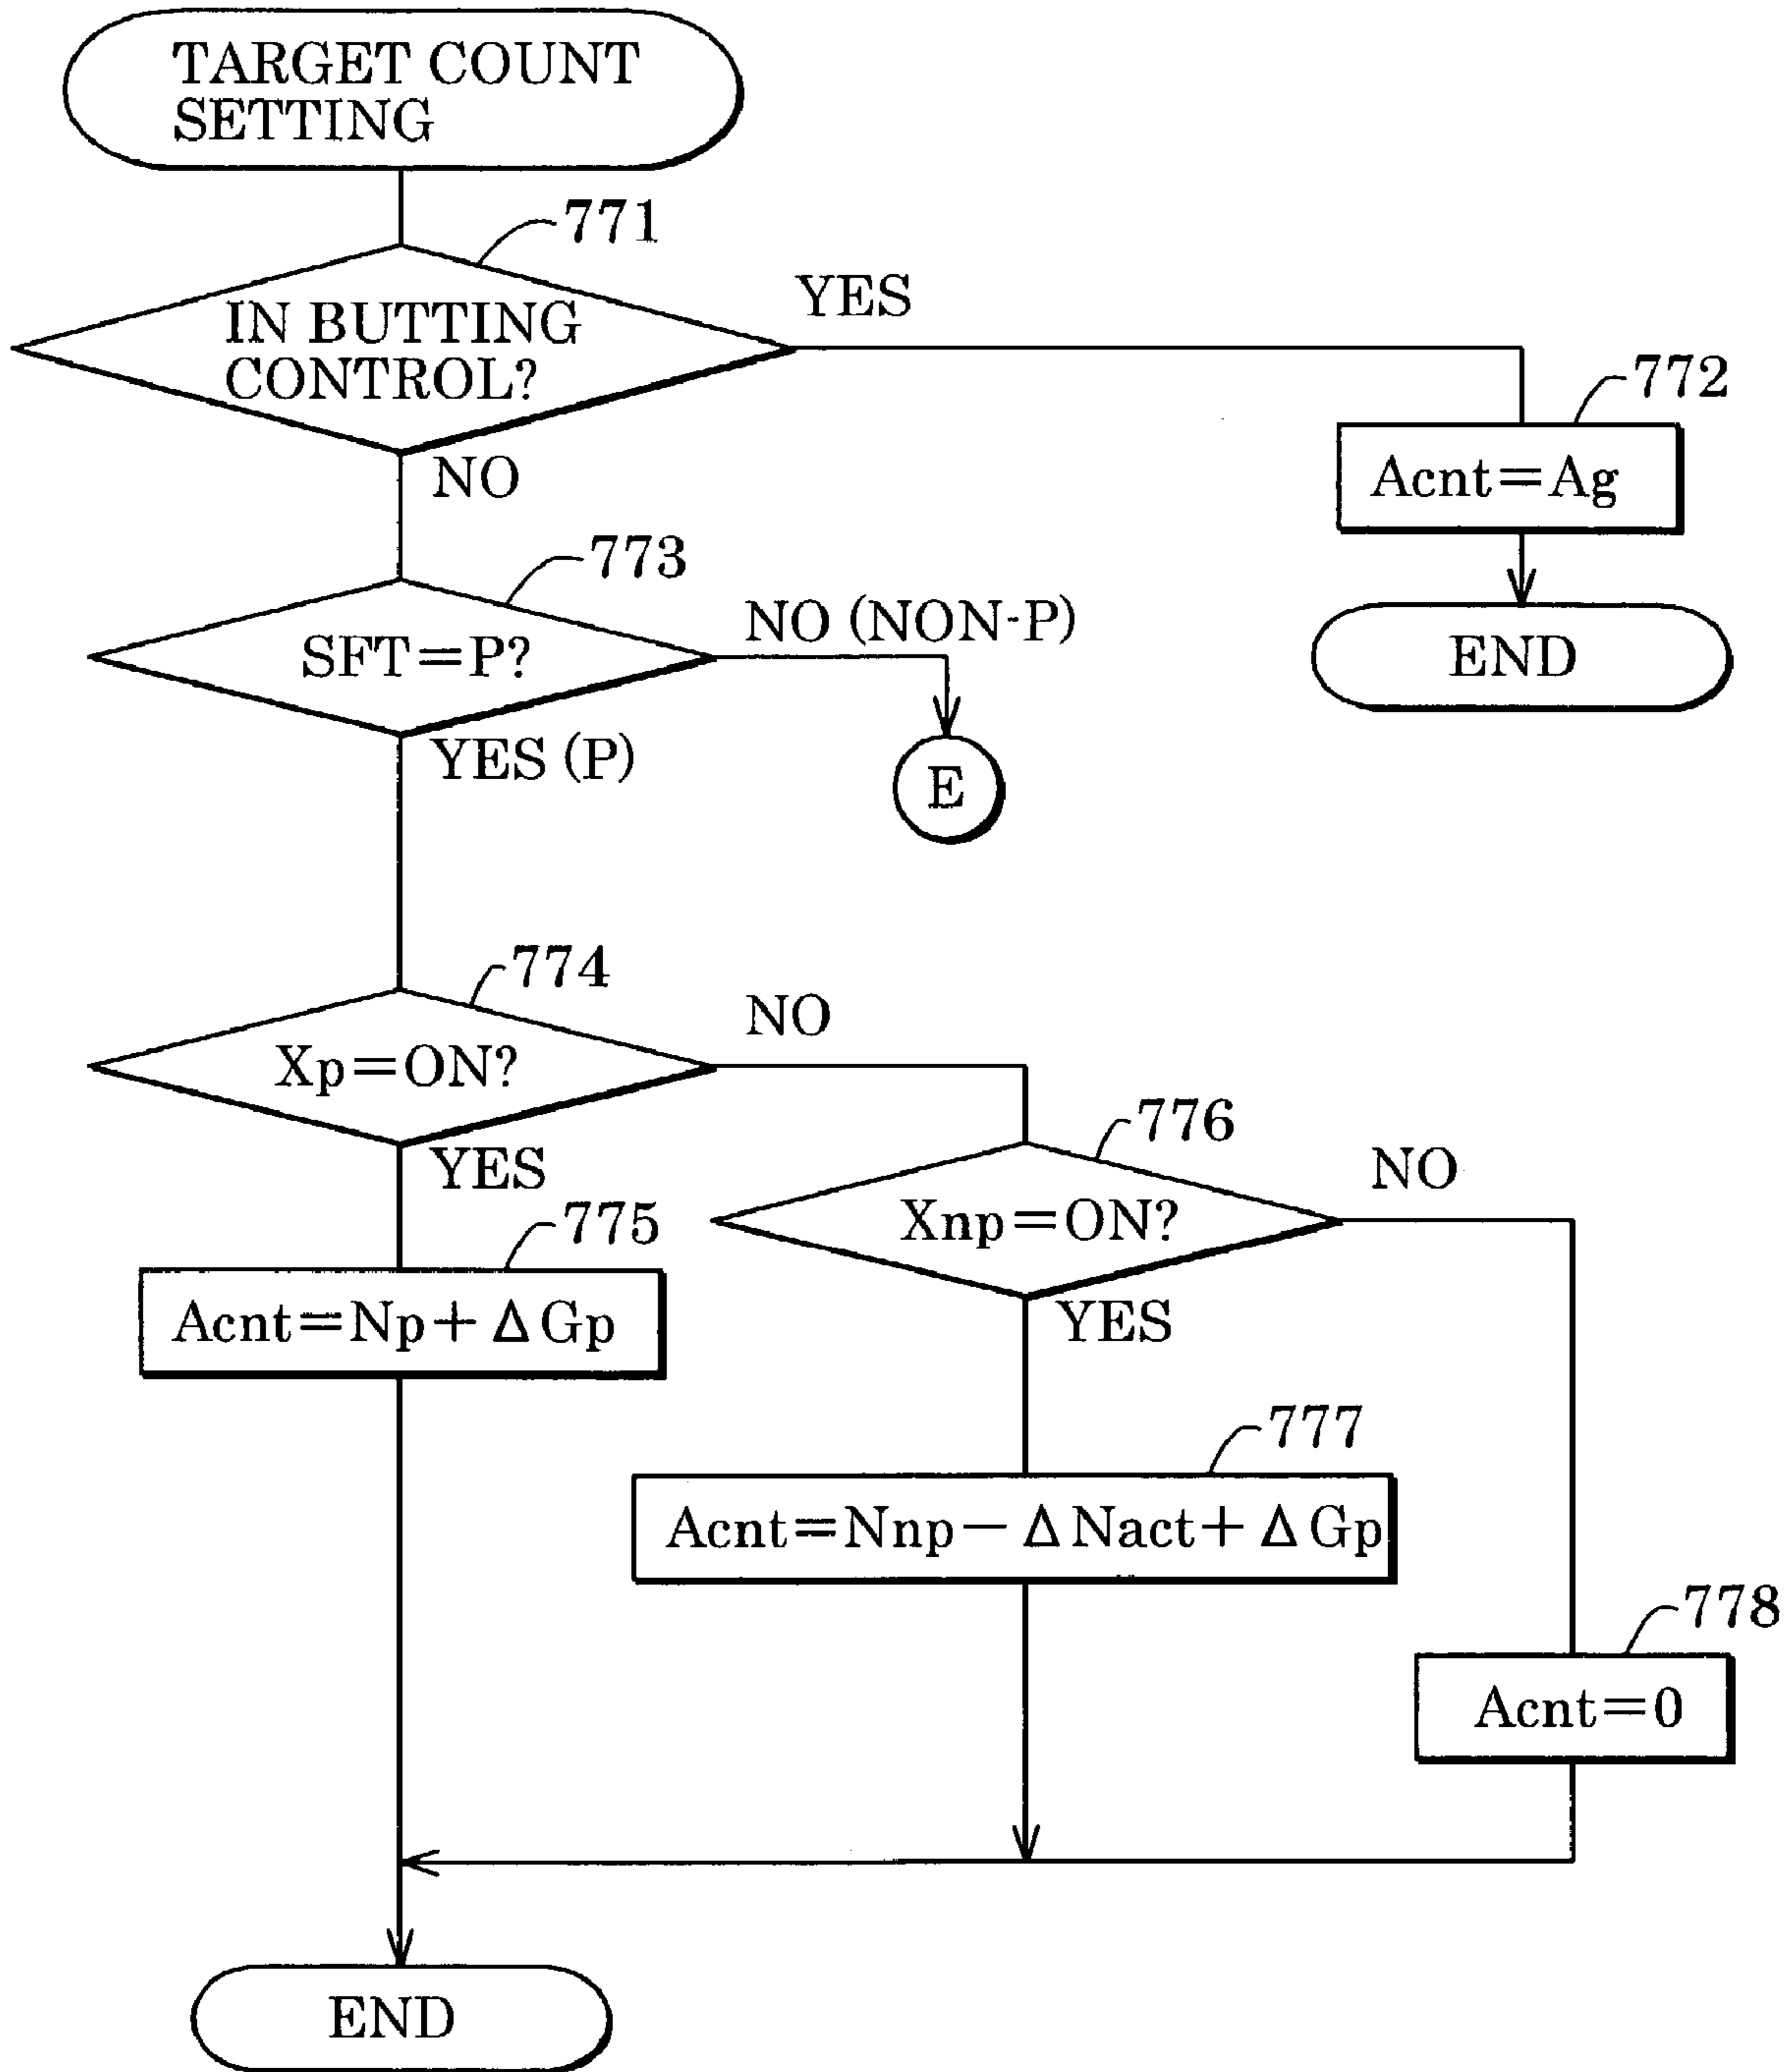 TARGET COUNT
SETTING
771
IN BUTTING
CONTROL?
YES
NO
772
Acnt=Ag
END
773
SFT=P?
NO (NON-P)
E
YES (P)
774
Xp=ON?
NO
YES
775
Acnt=Np+ΔGp
776
Xnp=ON?
NO
YES
777
Acnt=Nnp−ΔNact+ΔGp
778
Acnt=0
END